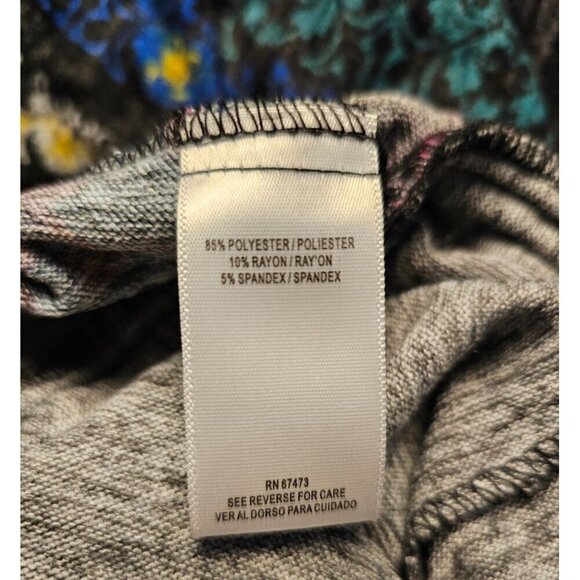 85% POLYESTER / POLIESTER
10% RAYON / RAY'ON
5% SPANDEX / SPANDEX
RN 67473
SEE REVERSE FOR CARE
VER AL DORSO PARA CUIDADO